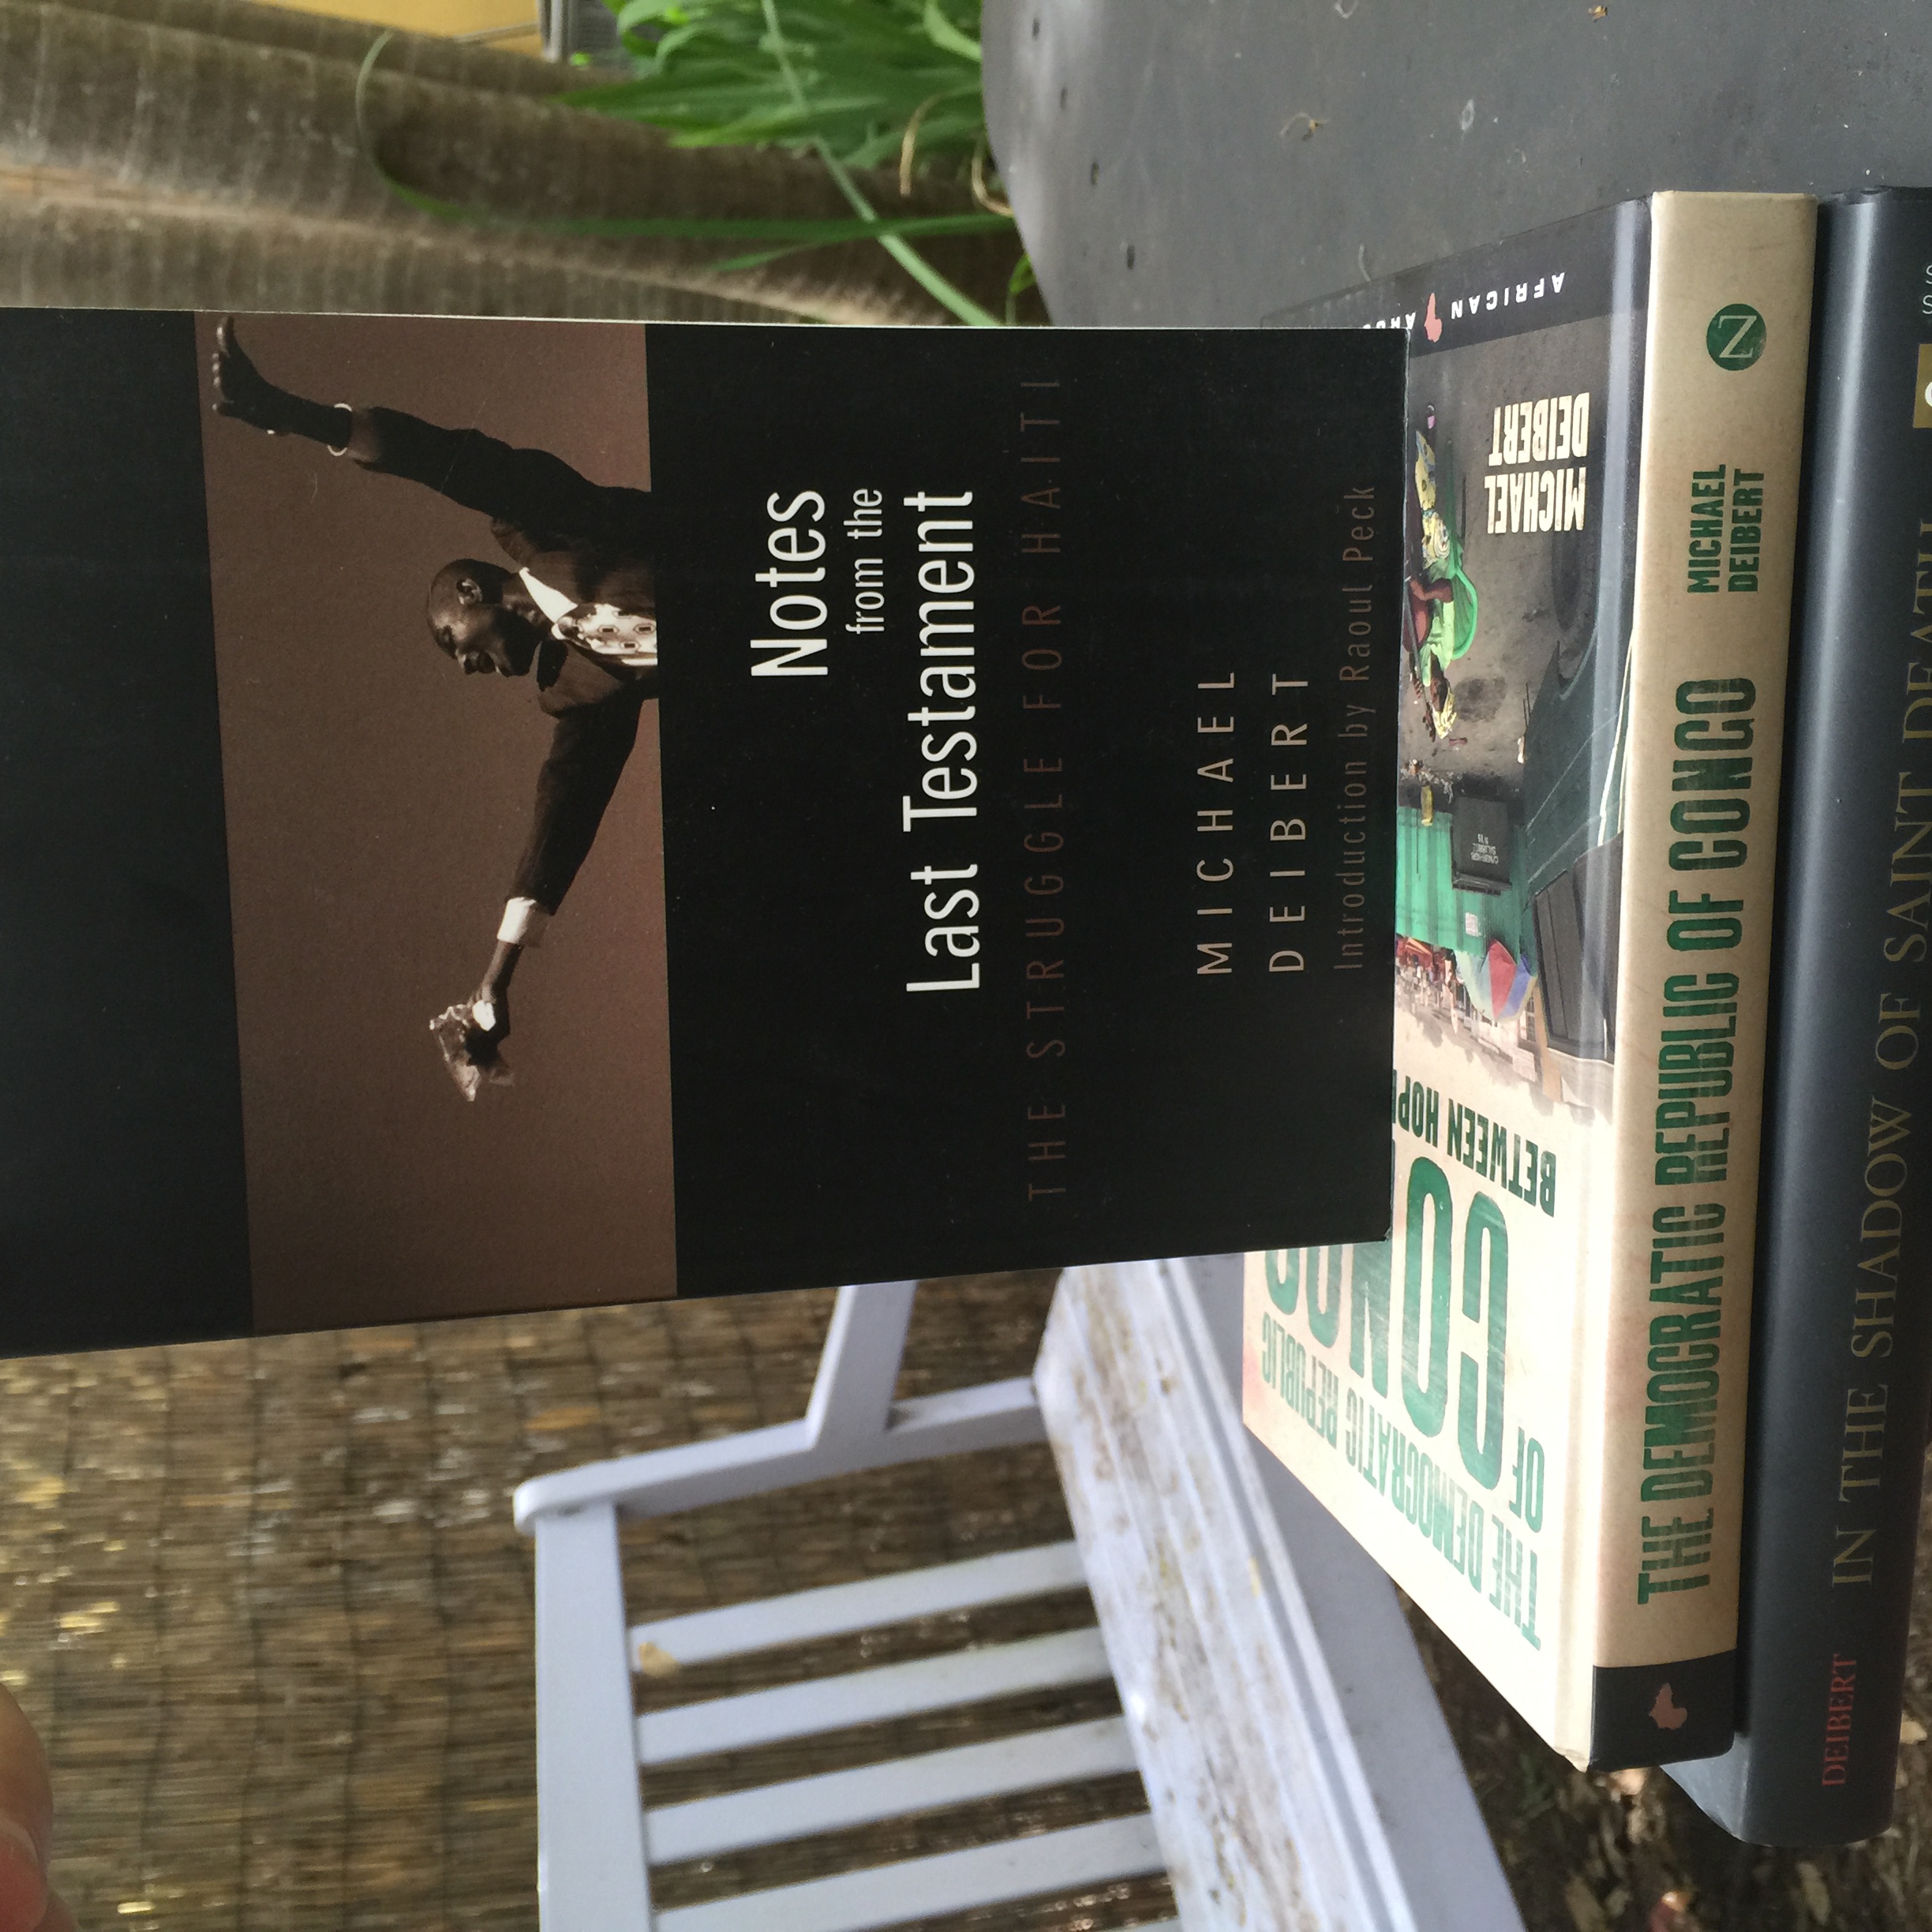 Notes
from the
Last Testament
THE STRUGGLE FOR HAITI
MICHAEL
DEIBERT
Introduction by Raoul Peck
THE DEMOCRATIC REPUBLIC
OF CONGO
BETWEEN
MICHAEL
DEIBERT
AFRICAN
THE DEMOCRATIC REPUBLIC OF CONGO
MICHAEL
DEIBERT
Z
DEIBERT
IN THE SHADOW OF SAINT DEATH